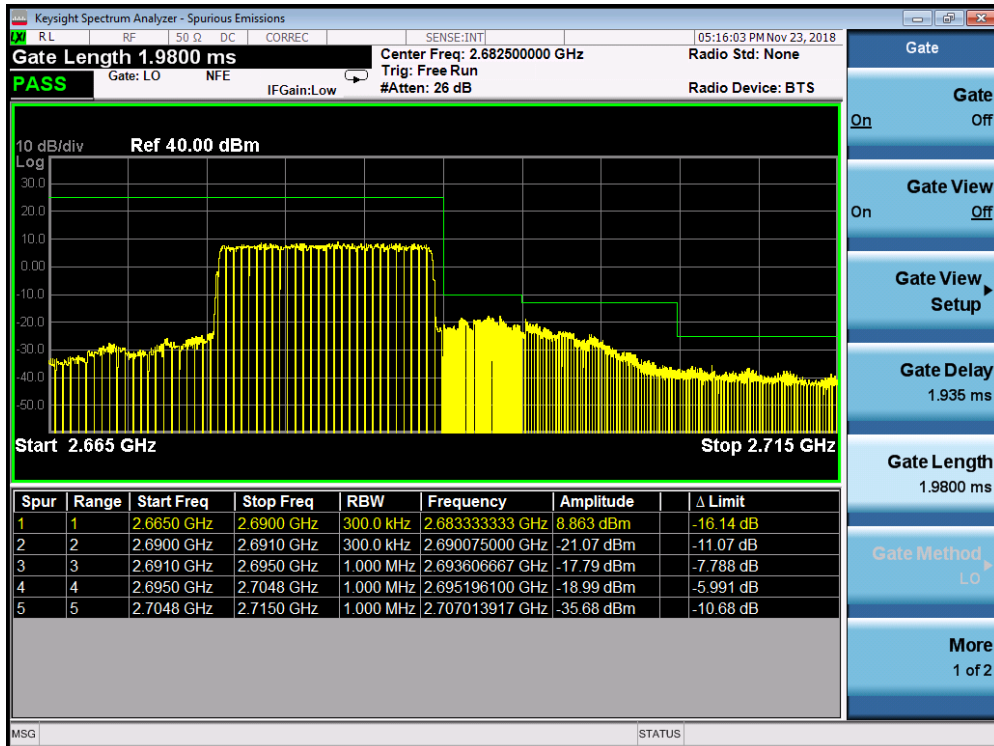 Keysight Spectrum Analyzer - Spurious Emissions
LXI RL RF 50 Ω DC CORREC SENSE:INT 05:16:03 PM Nov 23, 2018
Gate Length 1.9800 ms Center Freq: 2.682500000 GHz Radio Std: None
Gate: LO NFE Trig: Free Run
PASS IFGain:Low #Atten: 26 dB Radio Device: BTS
10 dB/div Ref 40.00 dBm
Log
30.0
20.0
10.0
0.00
-10.0
-20.0
-30.0
-40.0
-50.0
Start 2.665 GHz Stop 2.715 GHz
Spur Range Start Freq Stop Freq RBW Frequency Amplitude Δ Limit
1 1 2.6650 GHz 2.6900 GHz 300.0 kHz 2.683333333 GHz 8.863 dBm -16.14 dB
2 2 2.6900 GHz 2.6910 GHz 300.0 kHz 2.690075000 GHz -21.07 dBm -11.07 dB
3 3 2.6910 GHz 2.6950 GHz 1.000 MHz 2.693606667 GHz -17.79 dBm -7.788 dB
4 4 2.6950 GHz 2.7048 GHz 1.000 MHz 2.695196100 GHz -18.99 dBm -5.991 dB
5 5 2.7048 GHz 2.7150 GHz 1.000 MHz 2.707013917 GHz -35.68 dBm -10.68 dB
Gate
Gate
On Off
Gate View
On Off
Gate View
Setup
Gate Delay
1.935 ms
Gate Length
1.9800 ms
Gate Method
LO
More
1 of 2
MSG STATUS